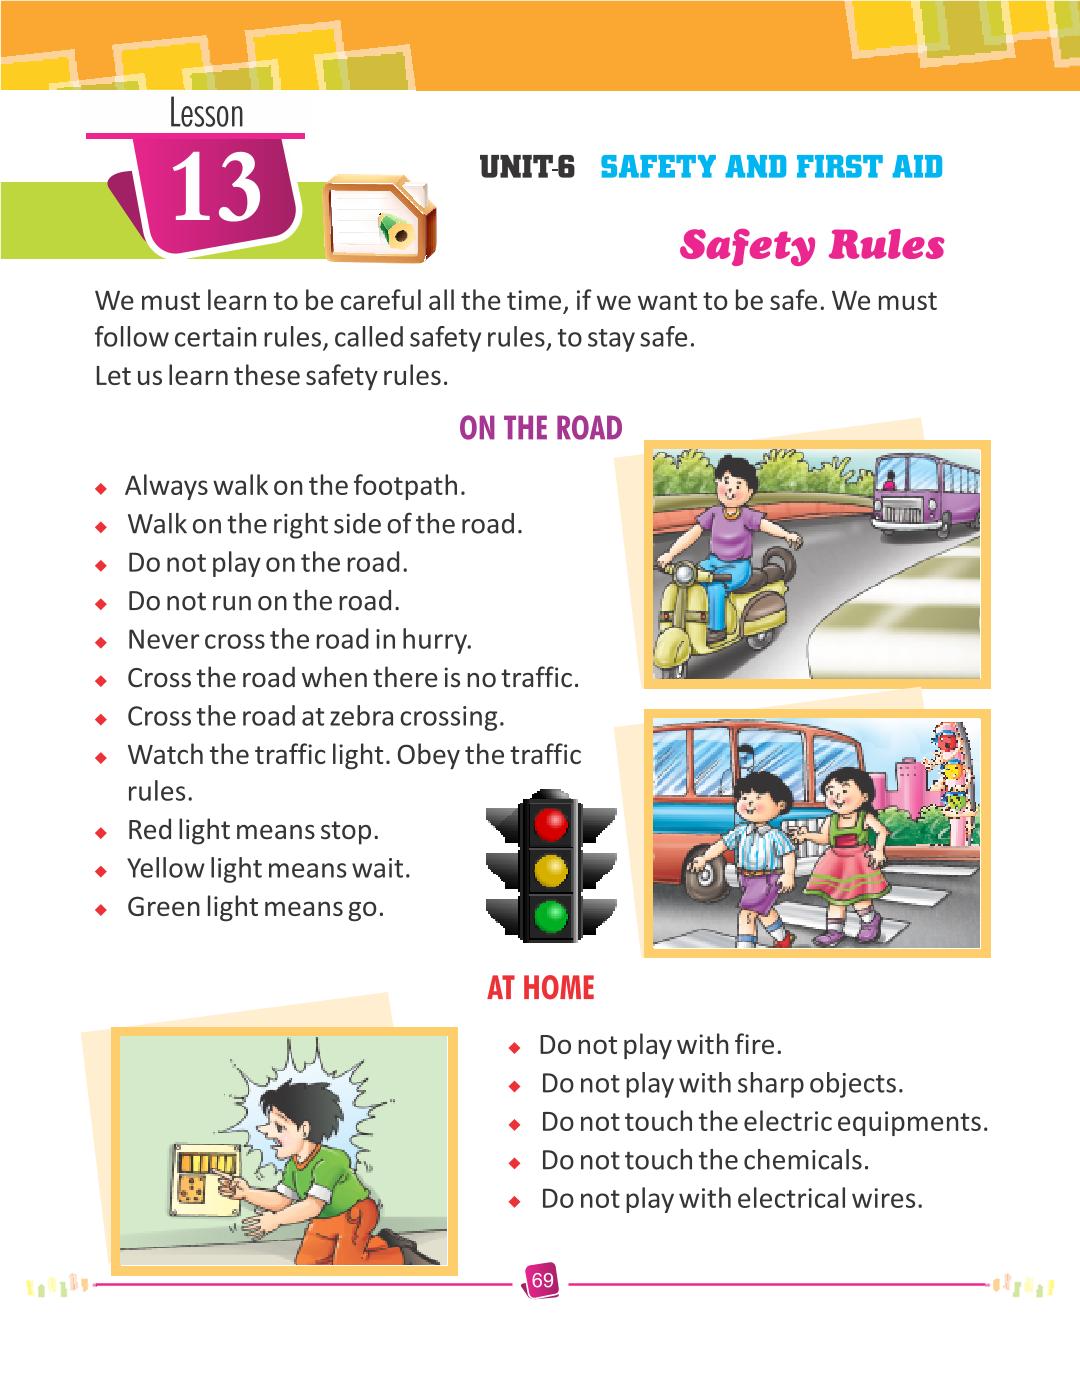 Lesson
13
UNIT-6 SAFETY AND FIRST AID
Safety Rules
We must learn to be careful all the time, if we want to be safe. We must
follow certain rules, called safety rules, to stay safe.
Let us learn these safety rules.
ON THE ROAD
◆ Always walk on the footpath.
◆ Walk on the right side of the road.
◆ Do not play on the road.
◆ Do not run on the road.
◆ Never cross the road in hurry.
◆ Cross the road when there is no traffic.
◆ Cross the road at zebra crossing.
◆ Watch the traffic light. Obey the traffic
rules.
◆ Red light means stop.
◆ Yellow light means wait.
◆ Green light means go.
AT HOME
◆ Do not play with fire.
◆ Do not play with sharp objects.
◆ Do not touch the electric equipments.
◆ Do not touch the chemicals.
◆ Do not play with electrical wires.
69